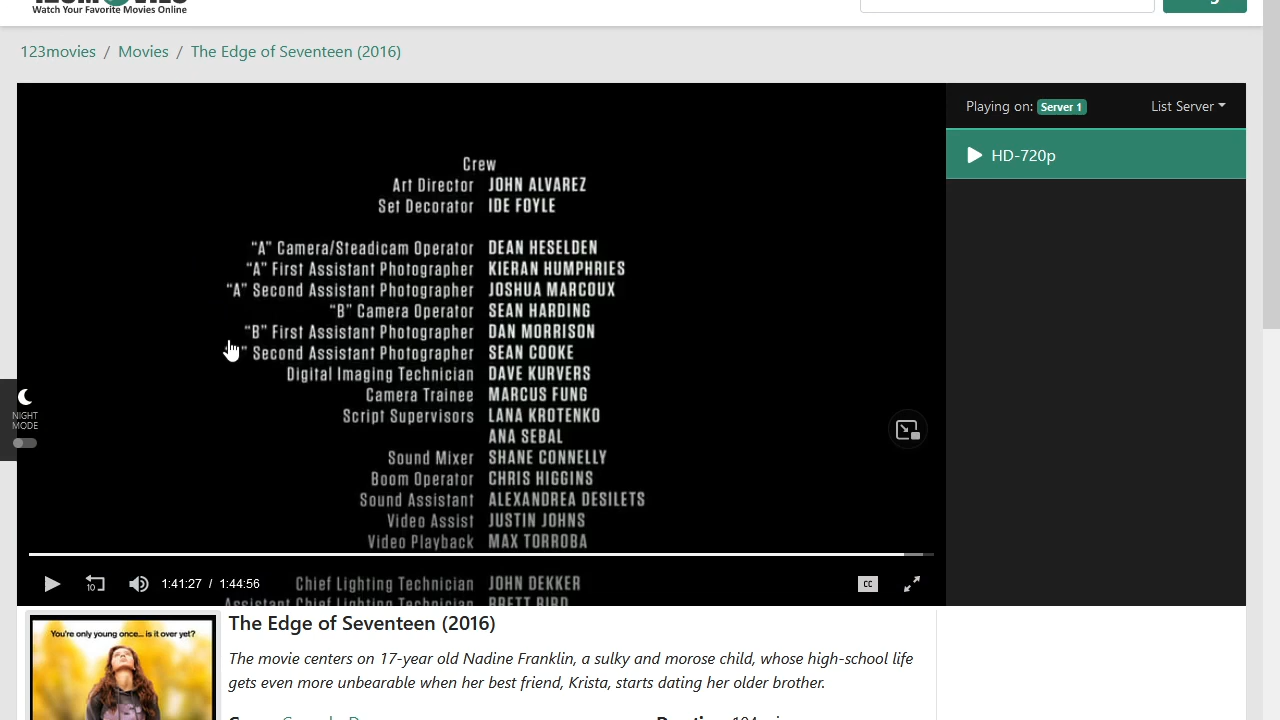 Watch Your Favorite Movies Online
123movies / Movies / The Edge of Seventeen (2016)
Playing on: Server 1
List Server
HD-720p
Crew
Art Director JOHN ALVAREZ
Set Decorator IDE FOYLE
“A” Camera/Steadicam Operator DEAN HESELDEN
“A” First Assistant Photographer KIERAN HUMPHRIES
“A” Second Assistant Photographer JOSHUA MARCOUX
“B” Camera Operator SEAN HARDING
“B” First Assistant Photographer DAN MORRISON
Second Assistant Photographer SEAN COOKE
Digital Imaging Technician DAVE KURVERS
Camera Trainee MARCUS FUNG
Script Supervisors LANA KROTENKO
ANA SEBAL
Sound Mixer SHANE CONNELLY
Boom Operator CHRIS HIGGINS
Sound Assistant ALEXANDREA DESILETS
Video Assist JUSTIN JOHNS
Video Playback MAX TORROBA
Chief Lighting Technician JOHN DEKKER
Assistant Chief Lighting Technician BRETT BIRD
NIGHT
MODE
10
1:41:27 / 1:44:56
CC
You're only young once... is it over yet?
The Edge of Seventeen (2016)
The movie centers on 17-year old Nadine Franklin, a sulky and morose child, whose high-school life
gets even more unbearable when her best friend, Krista, starts dating her older brother.